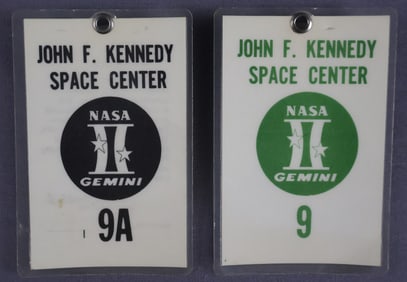 JOHN F. KENNEDY
SPACE CENTER
NASA
GEMINI
9A
JOHN F. KENNEDY
SPACE CENTER
NASA
GEMINI
9